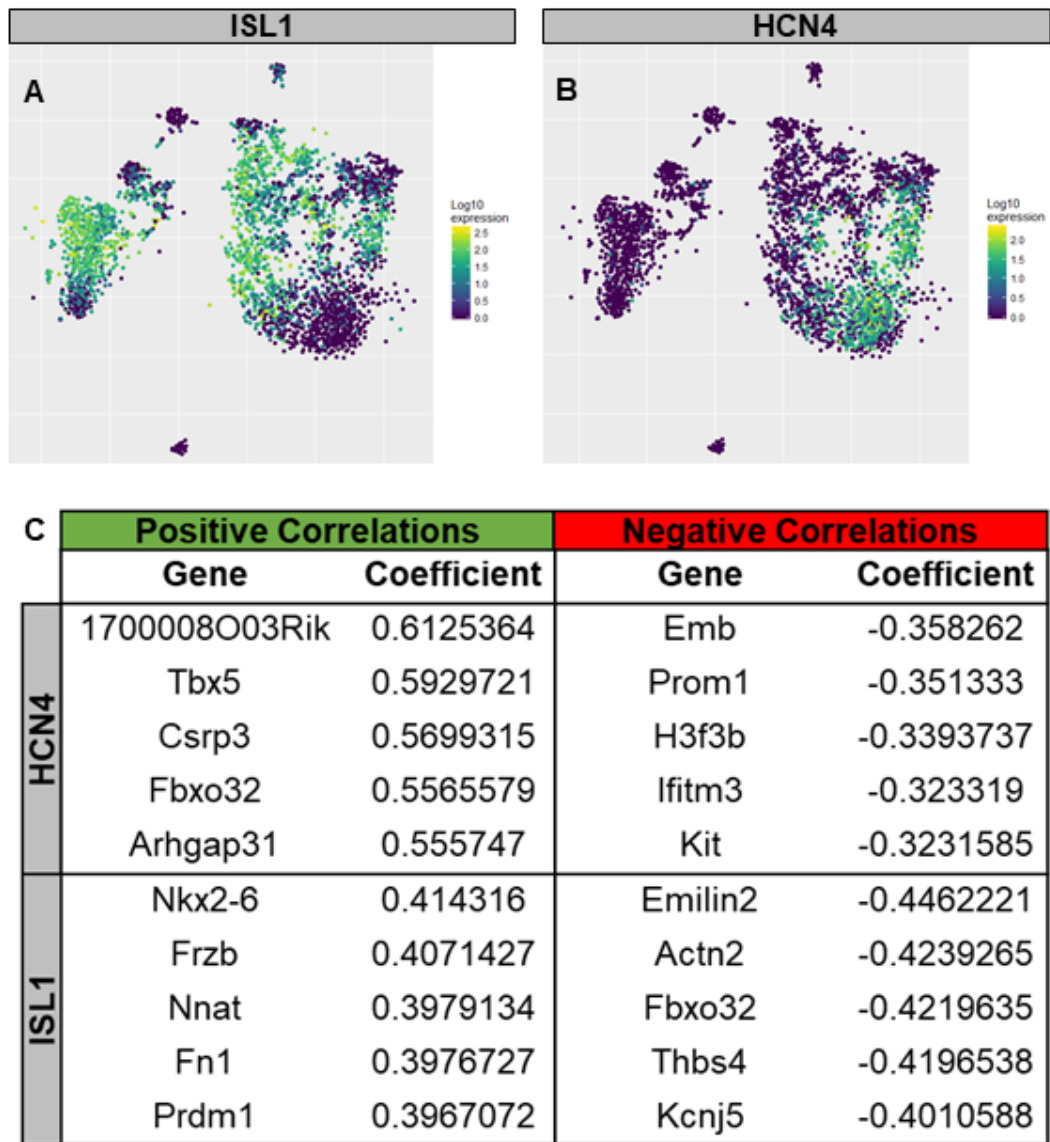 ISL1 HCN4
A B
Log10 expression
2.5
2.0
1.5
1.0
0.5
0.0
Log10 expression
2.0
1.5
1.0
0.5
0.0
C Positive Correlations Negative Correlations
Gene Coefficient Gene Coefficient
HCN4
1700008O03Rik 0.6125364 Emb -0.358262
Tbx5 0.5929721 Prom1 -0.351333
Csrp3 0.5699315 H3f3b -0.3393737
Fbxo32 0.5565579 Ifitm3 -0.323319
Arhgap31 0.555747 Kit -0.3231585
ISL1
Nkx2-6 0.414316 Emilin2 -0.4462221
Frzb 0.4071427 Actn2 -0.4239265
Nnat 0.3979134 Fbxo32 -0.4219635
Fn1 0.3976727 Thbs4 -0.4196538
Prdm1 0.3967072 Kcnj5 -0.4010588